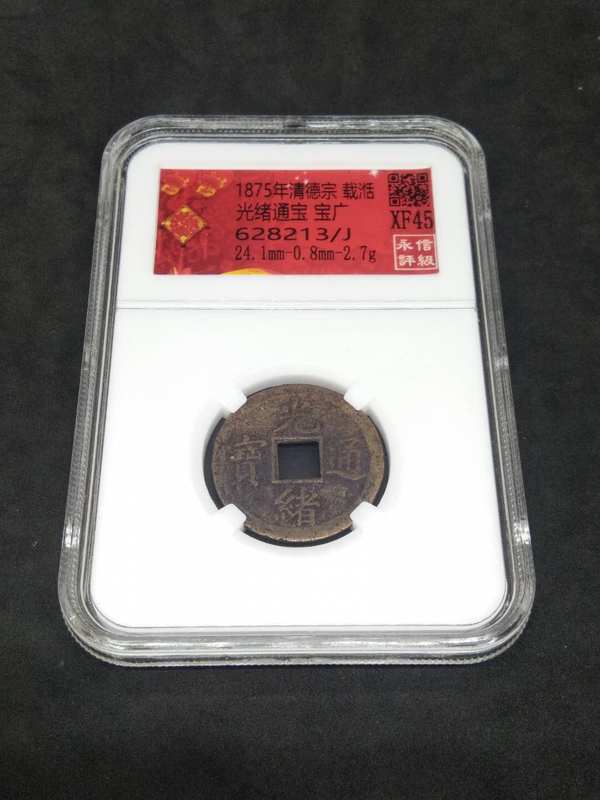 1875年清德宗 载湉
光绪通宝 宝广
628213/J
24.1mm-0.8mm-2.7g
XF45
永信
評級
光
寶 通
緒